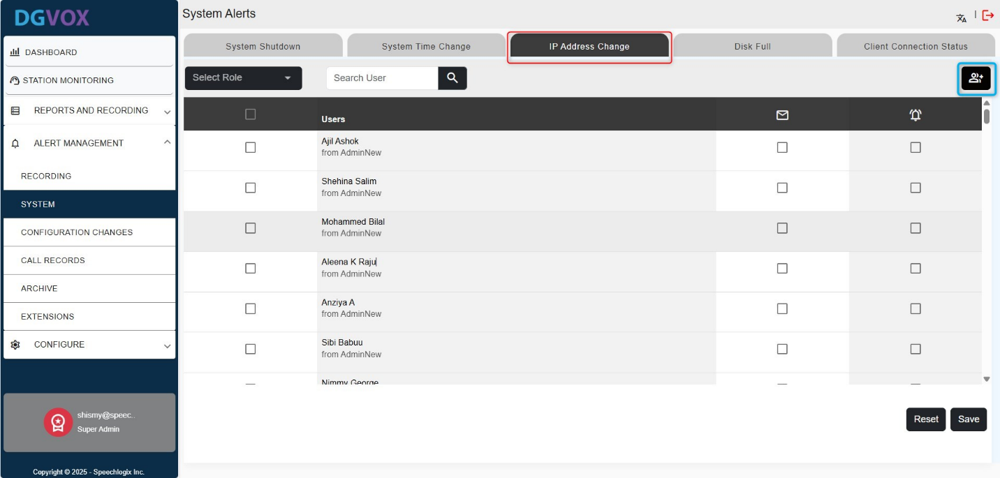 DGVOX
System Alerts
DASHBOARD
STATION MONITORING
REPORTS AND RECORDING
ALERT MANAGEMENT
RECORDING
SYSTEM
CONFIGURATION CHANGES
CALL RECORDS
ARCHIVE
EXTENSIONS
CONFIGURE
shismy@speec..
Super Admin
Copyright © 2025 - Speechlogix Inc.
System Shutdown
System Time Change
IP Address Change
Disk Full
Client Connection Status
Select Role
Search User
Users
Ajil Ashok
from AdminNew
Shehina Salim
from AdminNew
Mohammed Bilal
from AdminNew
Aleena K Raju
from AdminNew
Anziya A
from AdminNew
Sibi Babuu
from AdminNew
Nimmy George
Reset
Save